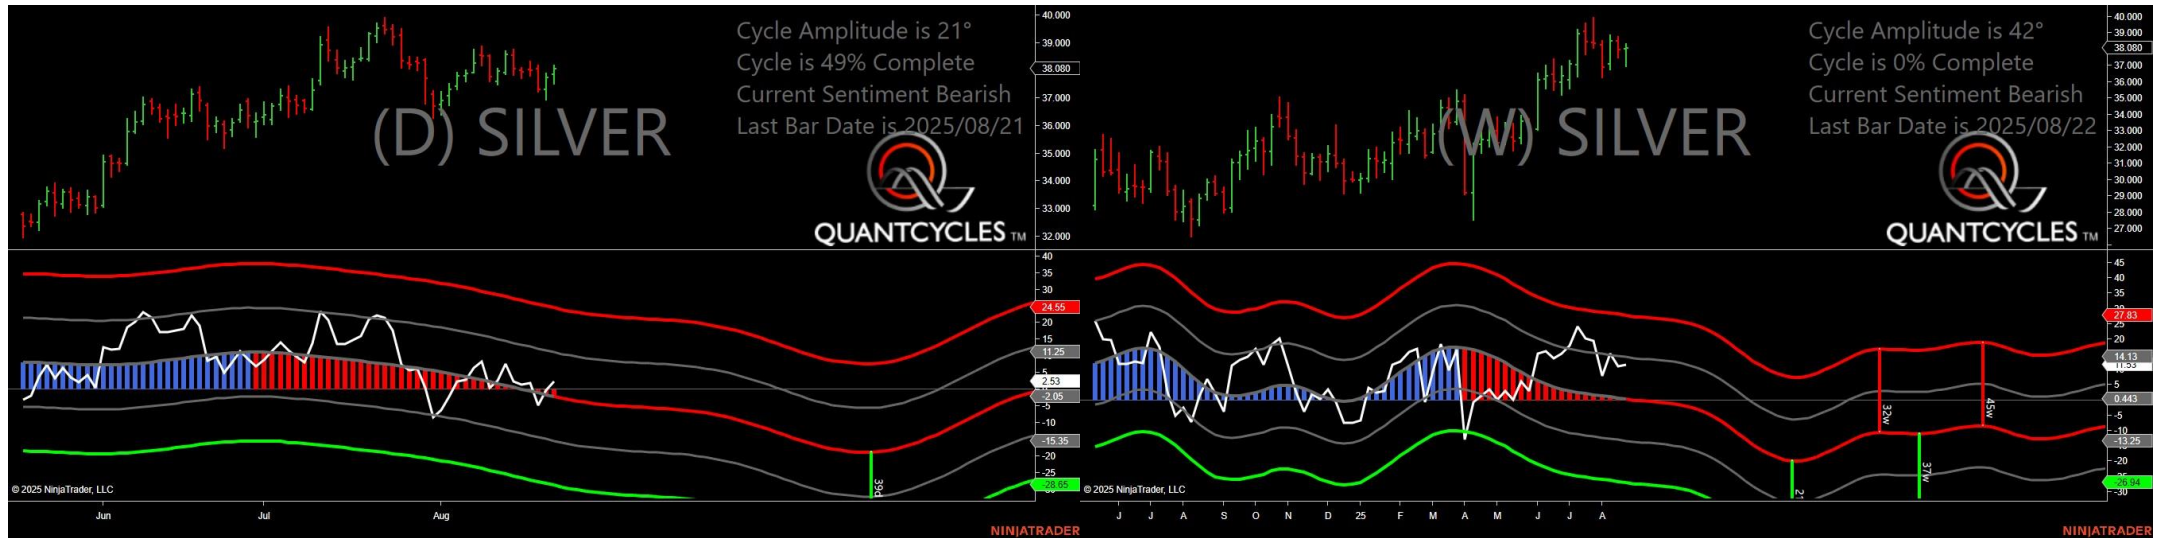 Cycle Amplitude is 21°
Cycle is 49% Complete
Current Sentiment Bearish
Last Bar Date is 2025/08/21
(D) SILVER
QUANTCYCLES TM
40.000
39.000
38.080
37.000
36.000
35.000
34.000
33.000
32.000
40
35
30
24.55
20
15
11.25
5
2.53
-2.05
-5
-10
-15.35
-20
-25
-28.65
39d
© 2025 NinjaTrader, LLC
Jun Jul Aug
NINJATRADER
Cycle Amplitude is 42°
Cycle is 0% Complete
Current Sentiment Bearish
Last Bar Date is 2025/08/22
(W) SILVER
QUANTCYCLES TM
40.000
39.000
38.080
37.000
36.000
35.000
34.000
33.000
32.000
31.000
30.000
29.000
28.000
27.000
45
40
35
27.83
25
20
14.13
11.53
5
0.443
-5
-10
-13.25
-20
-26.94
-30
21
32w
37w
45w
© 2025 NinjaTrader, LLC
J J A S O N D 25 F M A M J J A
NINJATRADER